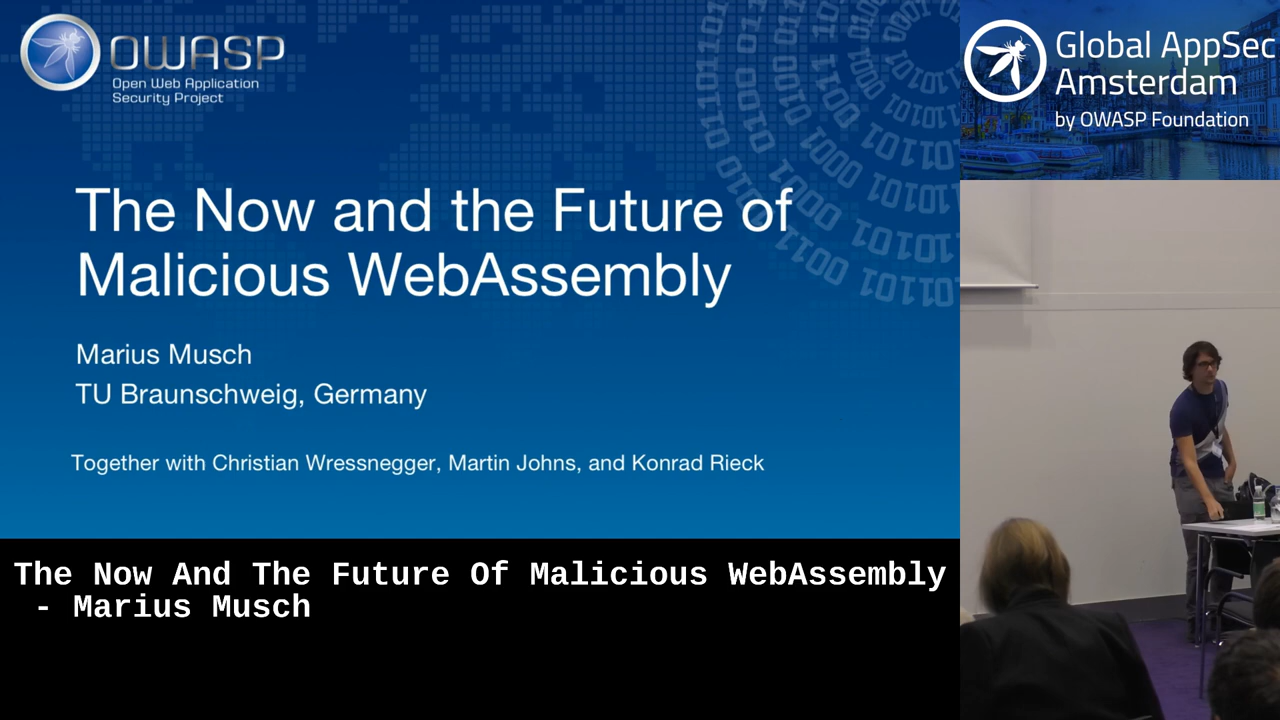 OWASP
Open Web Application
Security Project
The Now and the Future of
Malicious WebAssembly
Marius Musch
TU Braunschweig, Germany
Together with Christian Wressnegger, Martin Johns, and Konrad Rieck
The Now And The Future Of Malicious WebAssembly
- Marius Musch
Global AppSec
Amsterdam
by OWASP Foundation